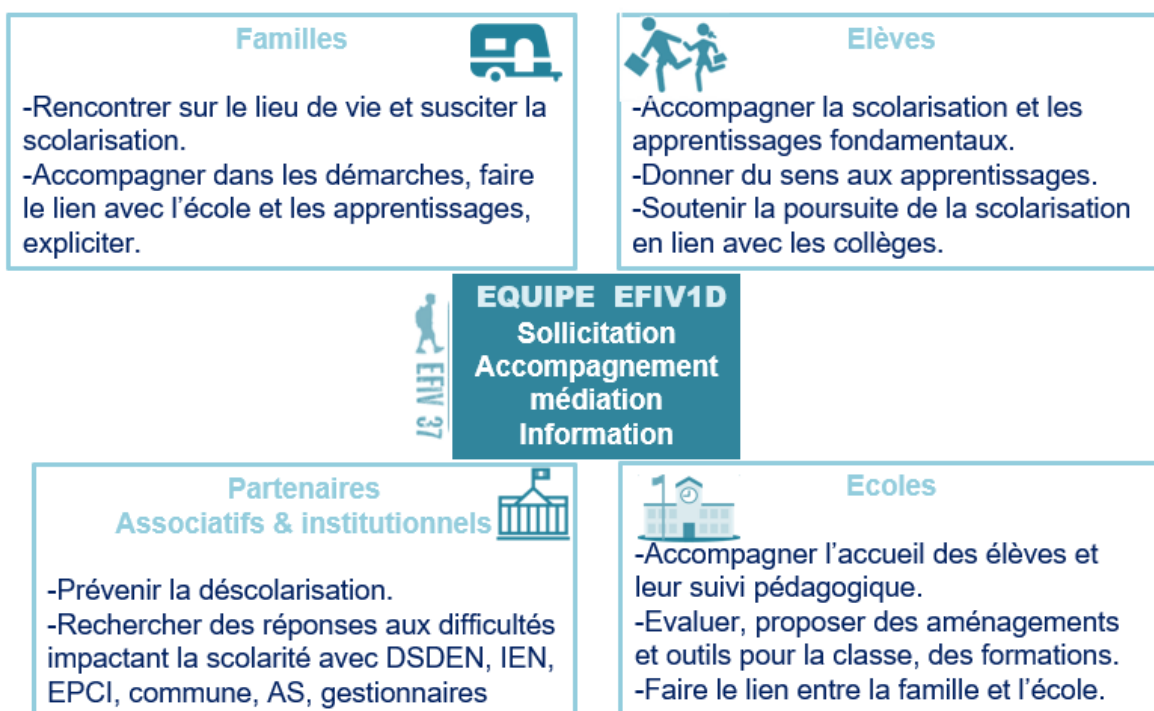 Familles
-Rencontrer sur le lieu de vie et susciter la
scolarisation.
-Accompagner dans les démarches, faire
le lien avec l'école et les apprentissages,
expliciter.
Elèves
-Accompagner la scolarisation et les
apprentissages fondamentaux.
-Donner du sens aux apprentissages.
-Soutenir la poursuite de la scolarisation
en lien avec les collèges.
EFIV 37
EQUIPE EFIV1D
Sollicitation
Accompagnement
médiation
Information
Partenaires
Associatifs & institutionnels
-Prévenir la déscolarisation.
-Rechercher des réponses aux difficultés
impactant la scolarité avec DSDEN, IEN,
EPCI, commune, AS, gestionnaires
Ecoles
-Accompagner l'accueil des élèves et
leur suivi pédagogique.
-Evaluer, proposer des aménagements
et outils pour la classe, des formations.
-Faire le lien entre la famille et l'école.